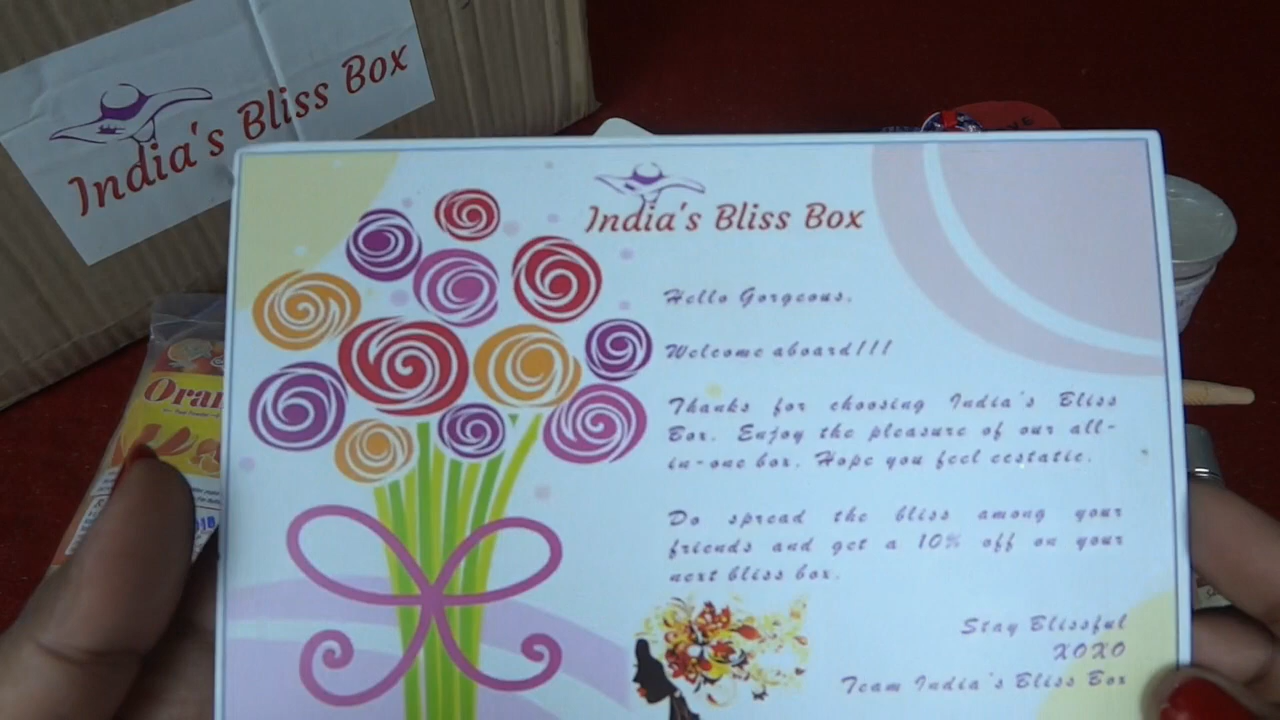 India's Bliss Box
India's Bliss Box
Hello Gorgeous,
Welcome aboard!!!
Thanks for choosing India's Bliss
Box. Enjoy the pleasure of our all-
in-one box. Hope you feel ecstatic.
Do spread the bliss among your
friends and get a 10% off on your
next bliss box.
Stay Blissful
XOXO
Team India's Bliss Box
Oran